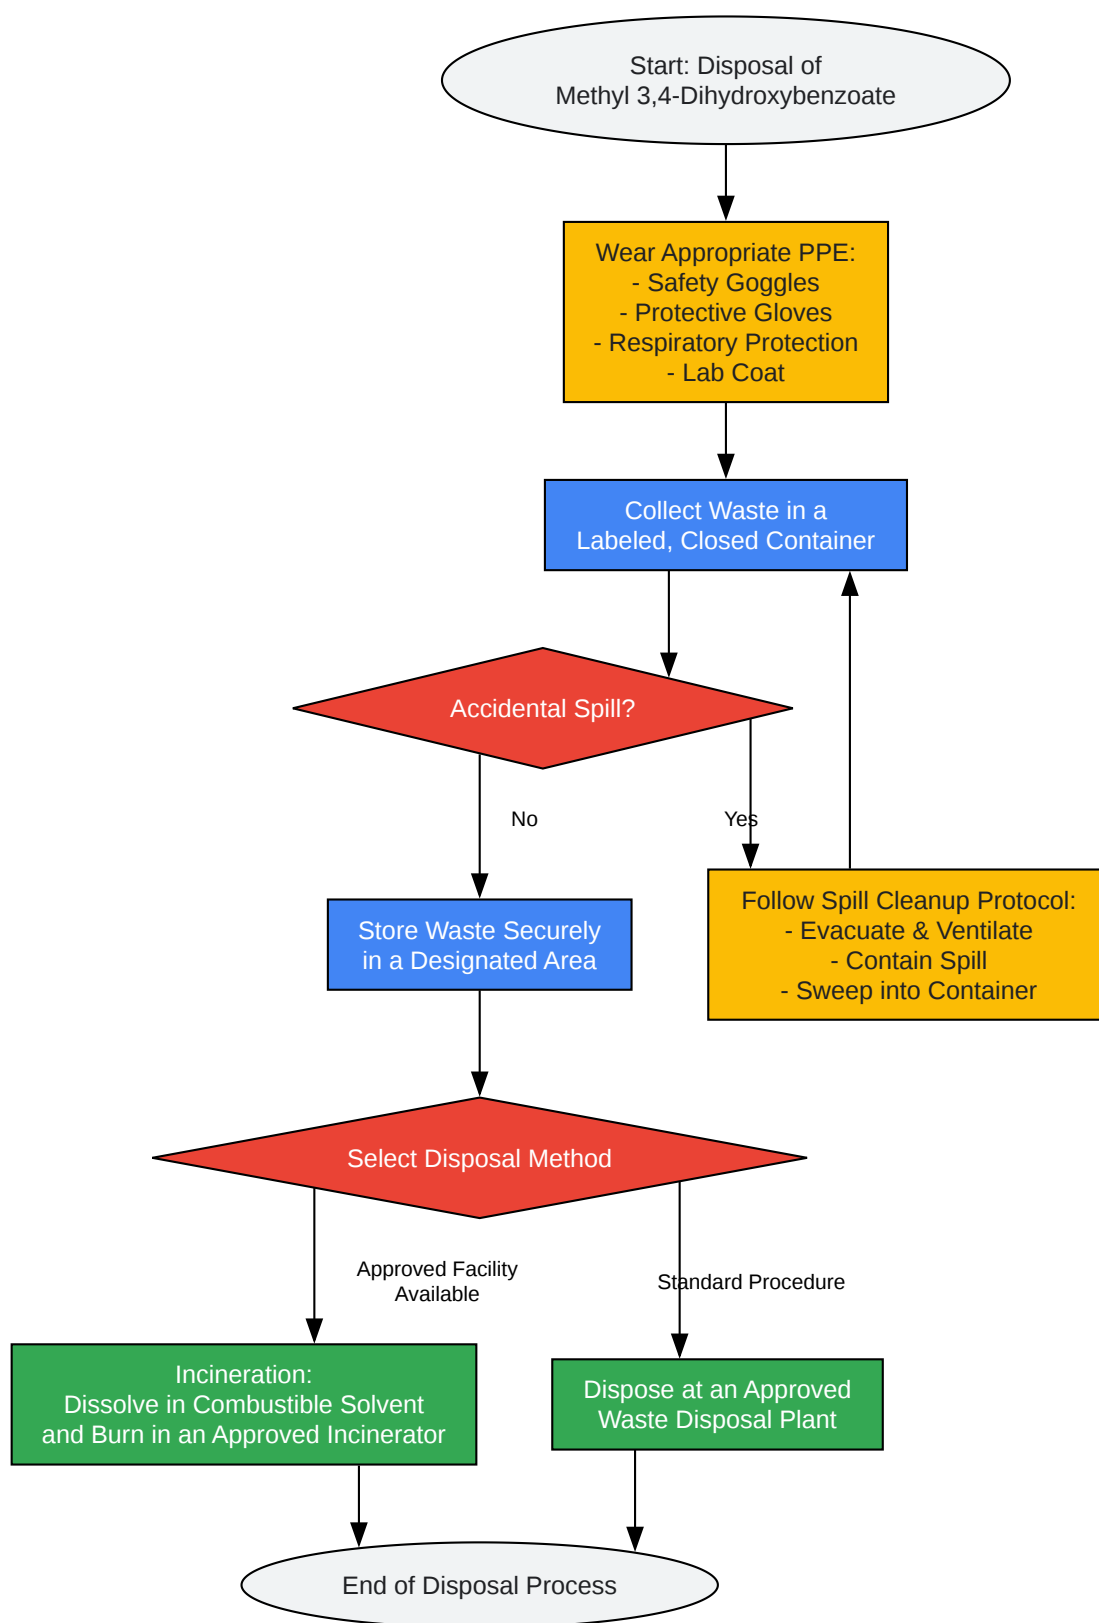 Start: Disposal of
Methyl 3,4-Dihydroxybenzoate
Wear Appropriate PPE:
- Safety Goggles
- Protective Gloves
- Respiratory Protection
- Lab Coat
Collect Waste in a
Labeled, Closed Container
Accidental Spill?
No
Yes
Follow Spill Cleanup Protocol:
- Evacuate & Ventilate
- Contain Spill
- Sweep into Container
Store Waste Securely
in a Designated Area
Select Disposal Method
Approved Facility
Available
Standard Procedure
Incineration:
Dissolve in Combustible Solvent
and Burn in an Approved Incinerator
Dispose at an Approved
Waste Disposal Plant
End of Disposal Process